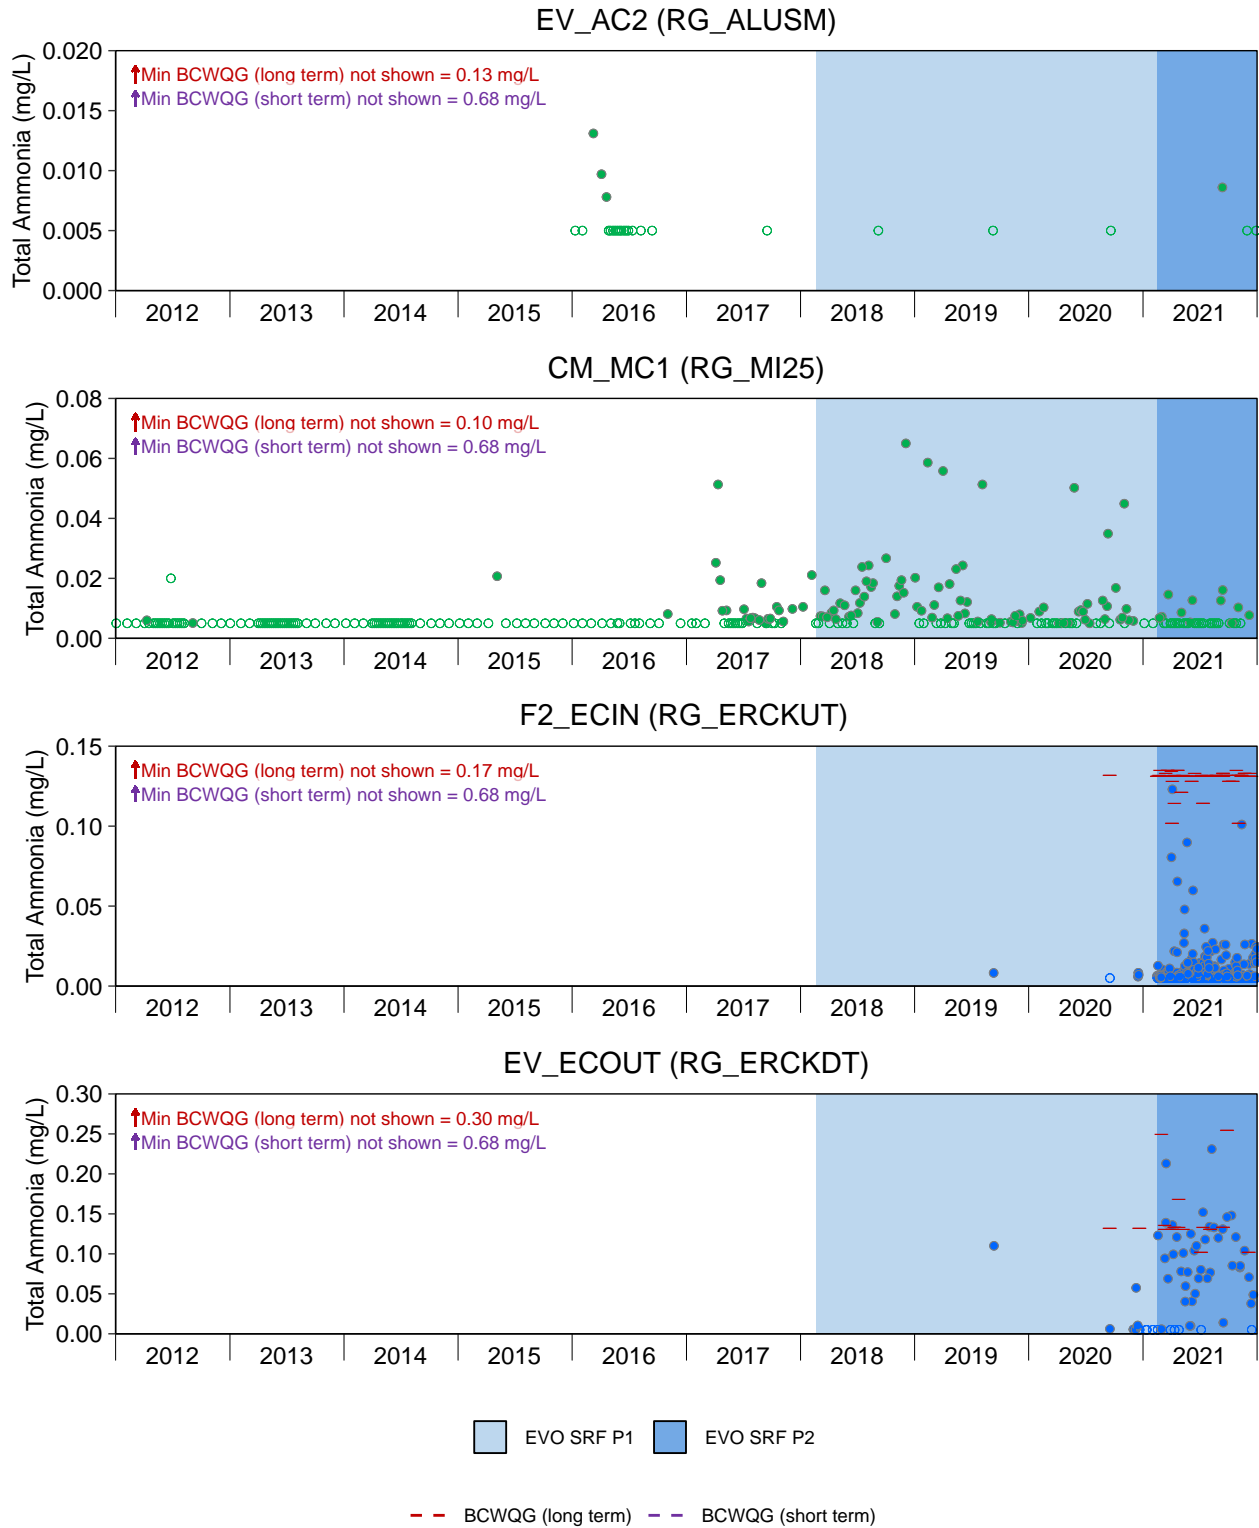 EV_AC2 (RG_ALUSM)
Total Ammonia (mg/L)
0.020
0.015
0.010
0.005
0.000
↑Min BCWQG (long term) not shown = 0.13 mg/L
↑Min BCWQG (short term) not shown = 0.68 mg/L
2012 2013 2014 2015 2016 2017 2018 2019 2020 2021
CM_MC1 (RG_MI25)
Total Ammonia (mg/L)
0.08
0.06
0.04
0.02
0.00
↑Min BCWQG (long term) not shown = 0.10 mg/L
↑Min BCWQG (short term) not shown = 0.68 mg/L
2012 2013 2014 2015 2016 2017 2018 2019 2020 2021
F2_ECIN (RG_ERCKUT)
Total Ammonia (mg/L)
0.15
0.10
0.05
0.00
↑Min BCWQG (long term) not shown = 0.17 mg/L
↑Min BCWQG (short term) not shown = 0.68 mg/L
2012 2013 2014 2015 2016 2017 2018 2019 2020 2021
EV_ECOUT (RG_ERCKDT)
Total Ammonia (mg/L)
0.30
0.25
0.20
0.15
0.10
0.05
0.00
↑Min BCWQG (long term) not shown = 0.30 mg/L
↑Min BCWQG (short term) not shown = 0.68 mg/L
2012 2013 2014 2015 2016 2017 2018 2019 2020 2021
EVO SRF P1 EVO SRF P2
BCWQG (long term) BCWQG (short term)